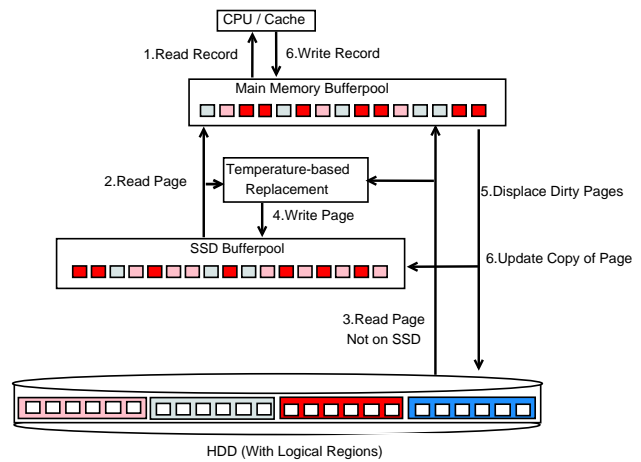 CPU / Cache
1.Read Record
6.Write Record
Main Memory Bufferpool
2.Read Page
Temperature-based
Replacement
5.Displace Dirty Pages
4.Write Page
SSD Bufferpool
6.Update Copy of Page
3.Read Page
Not on SSD
HDD (With Logical Regions)